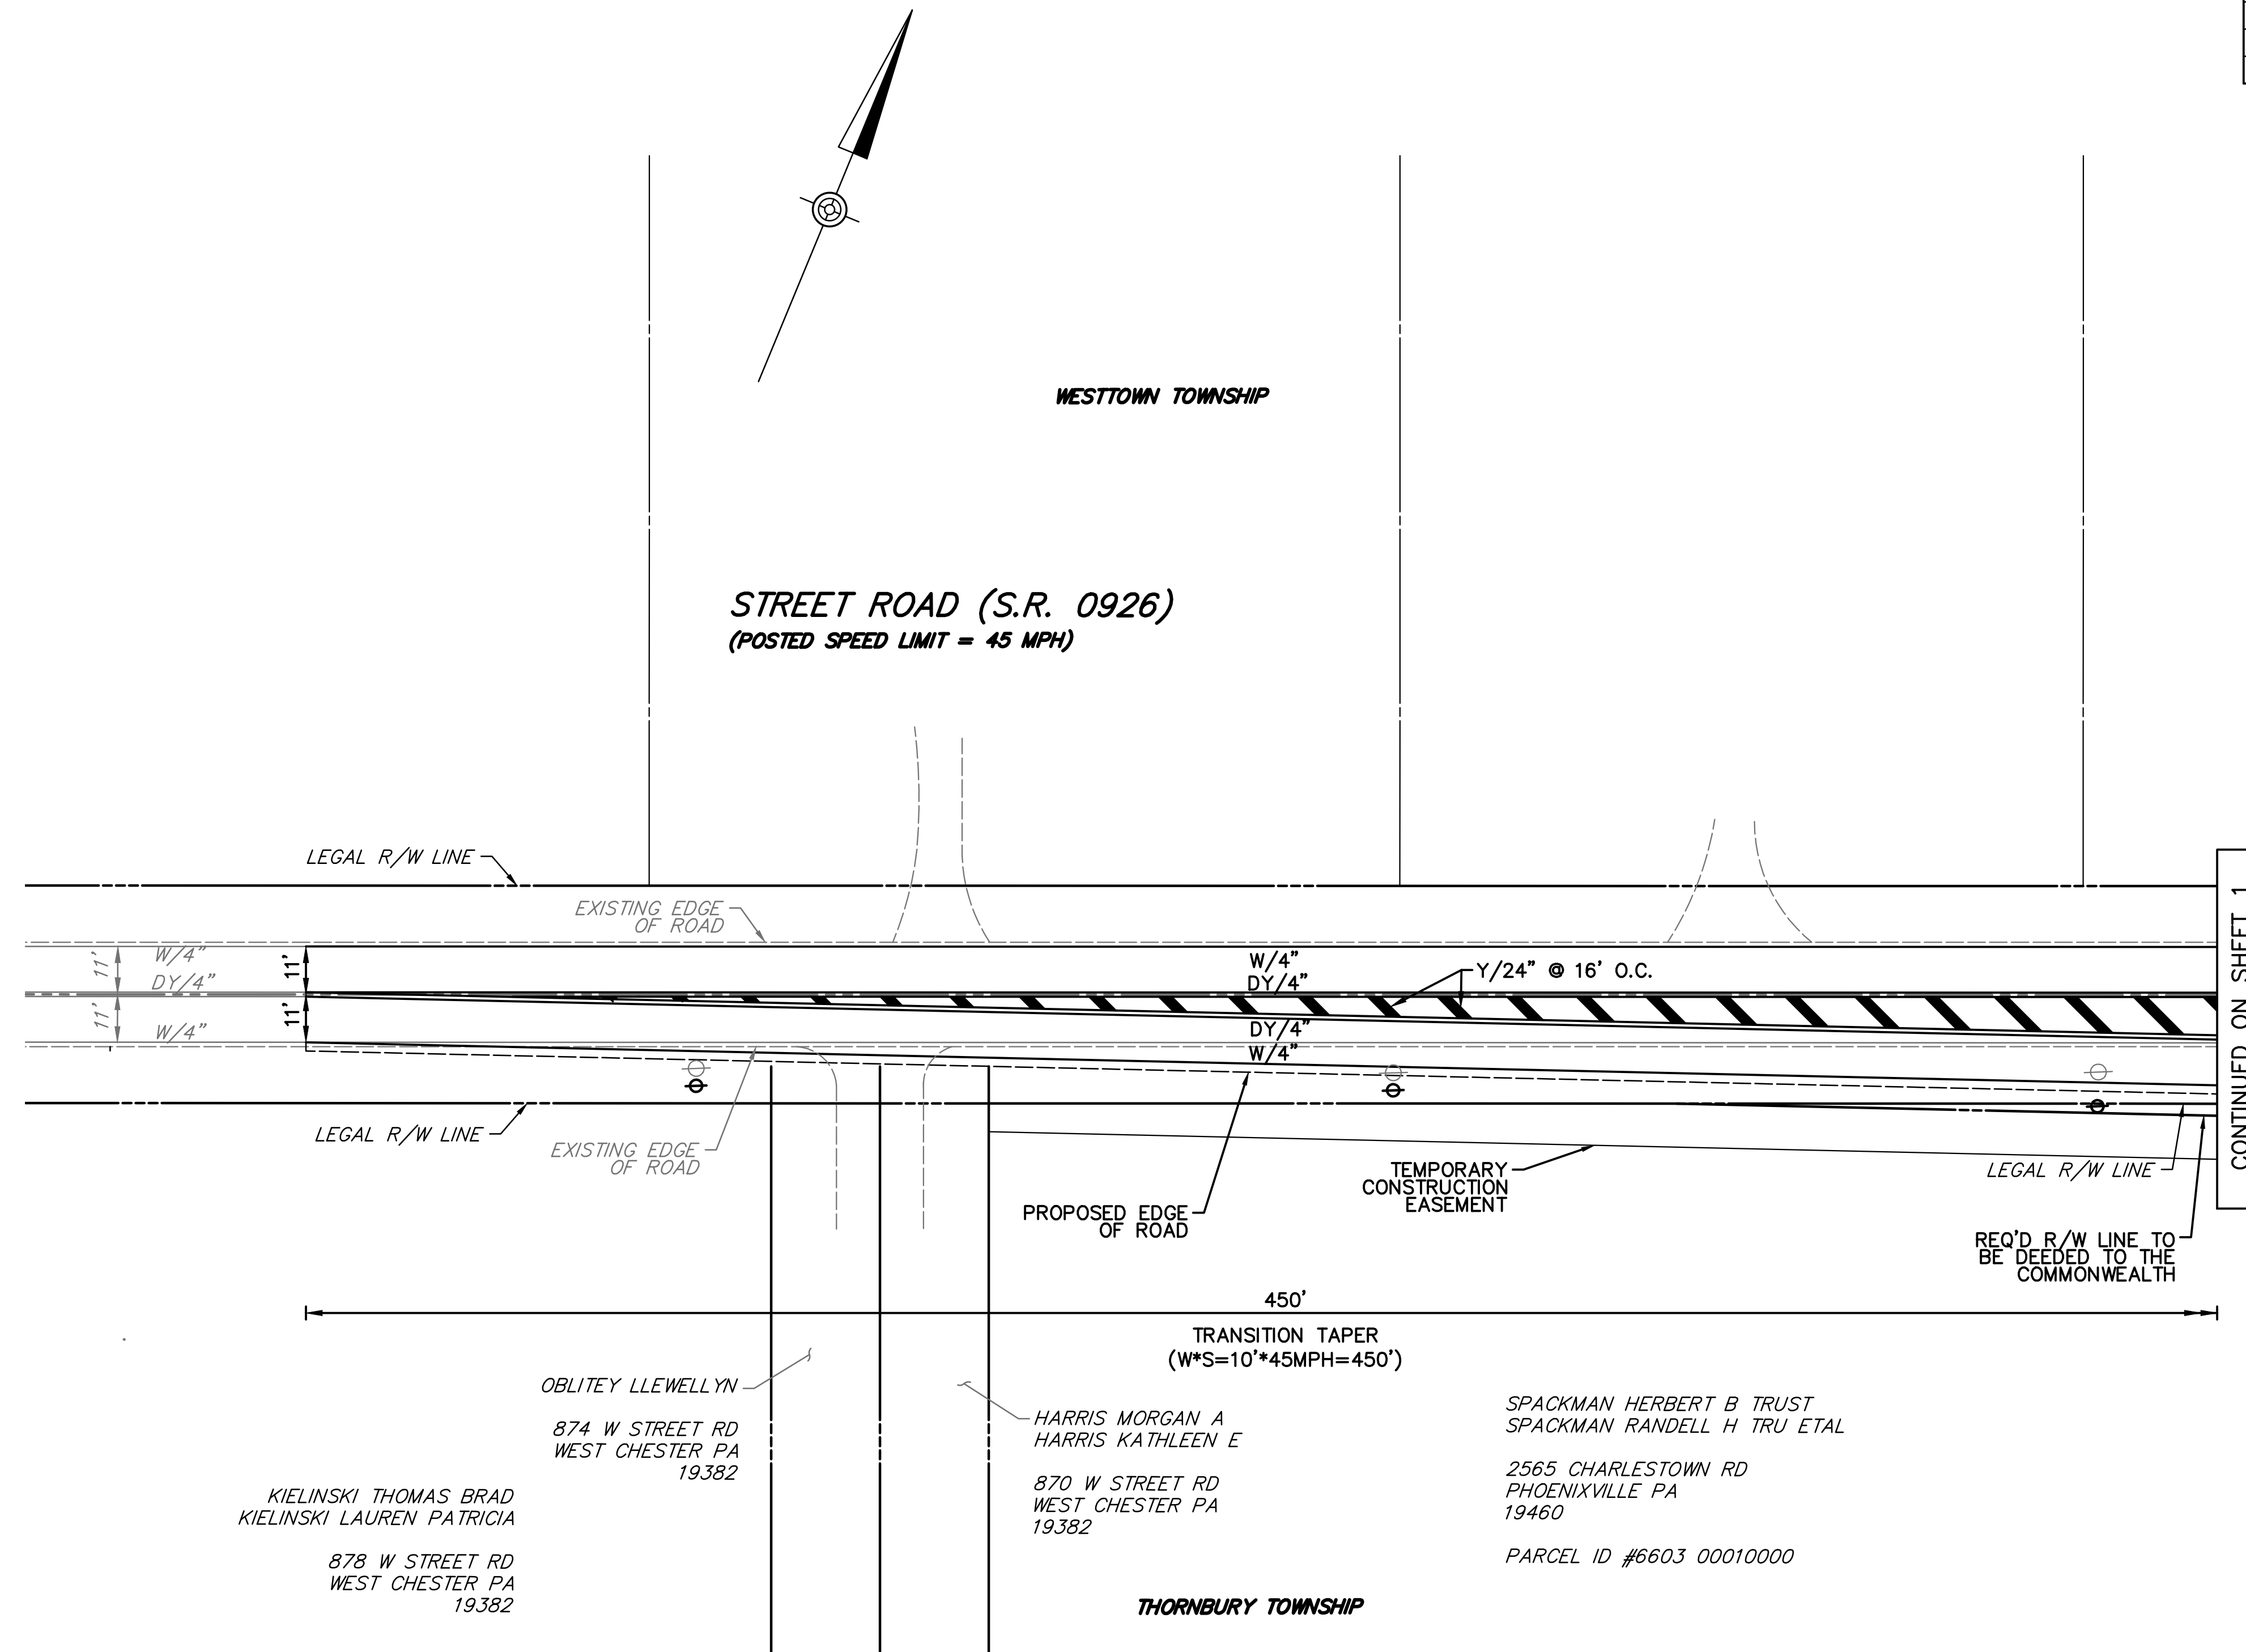 WESTTOWN TOWNSHIP
STREET ROAD (S.R. 0926)
(POSTED SPEED LIMIT = 45 MPH)
LEGAL R/W LINE
EXISTING EDGE
OF ROAD
11'
W/4"
DY/4"
11'
W/4"
11'
11'
W/4"
DY/4"
Y/24" @ 16' O.C.
DY/4"
W/4"
LEGAL R/W LINE
EXISTING EDGE
OF ROAD
PROPOSED EDGE
OF ROAD
TEMPORARY
CONSTRUCTION
EASEMENT
LEGAL R/W LINE
REQ'D R/W LINE TO
BE DEEDED TO THE
COMMONWEALTH
CONTINUED ON SHEET 1
450'
TRANSITION TAPER
(W*S=10'*45MPH=450')
OBLITEY LLEWELLYN
874 W STREET RD
WEST CHESTER PA
19382
KIELINSKI THOMAS BRAD
KIELINSKI LAUREN PATRICIA
878 W STREET RD
WEST CHESTER PA
19382
HARRIS MORGAN A
HARRIS KATHLEEN E
870 W STREET RD
WEST CHESTER PA
19382
SPACKMAN HERBERT B TRUST
SPACKMAN RANDELL H TRU ETAL
2565 CHARLESTOWN RD
PHOENIXVILLE PA
19460
PARCEL ID #6603 00010000
THORNBURY TOWNSHIP